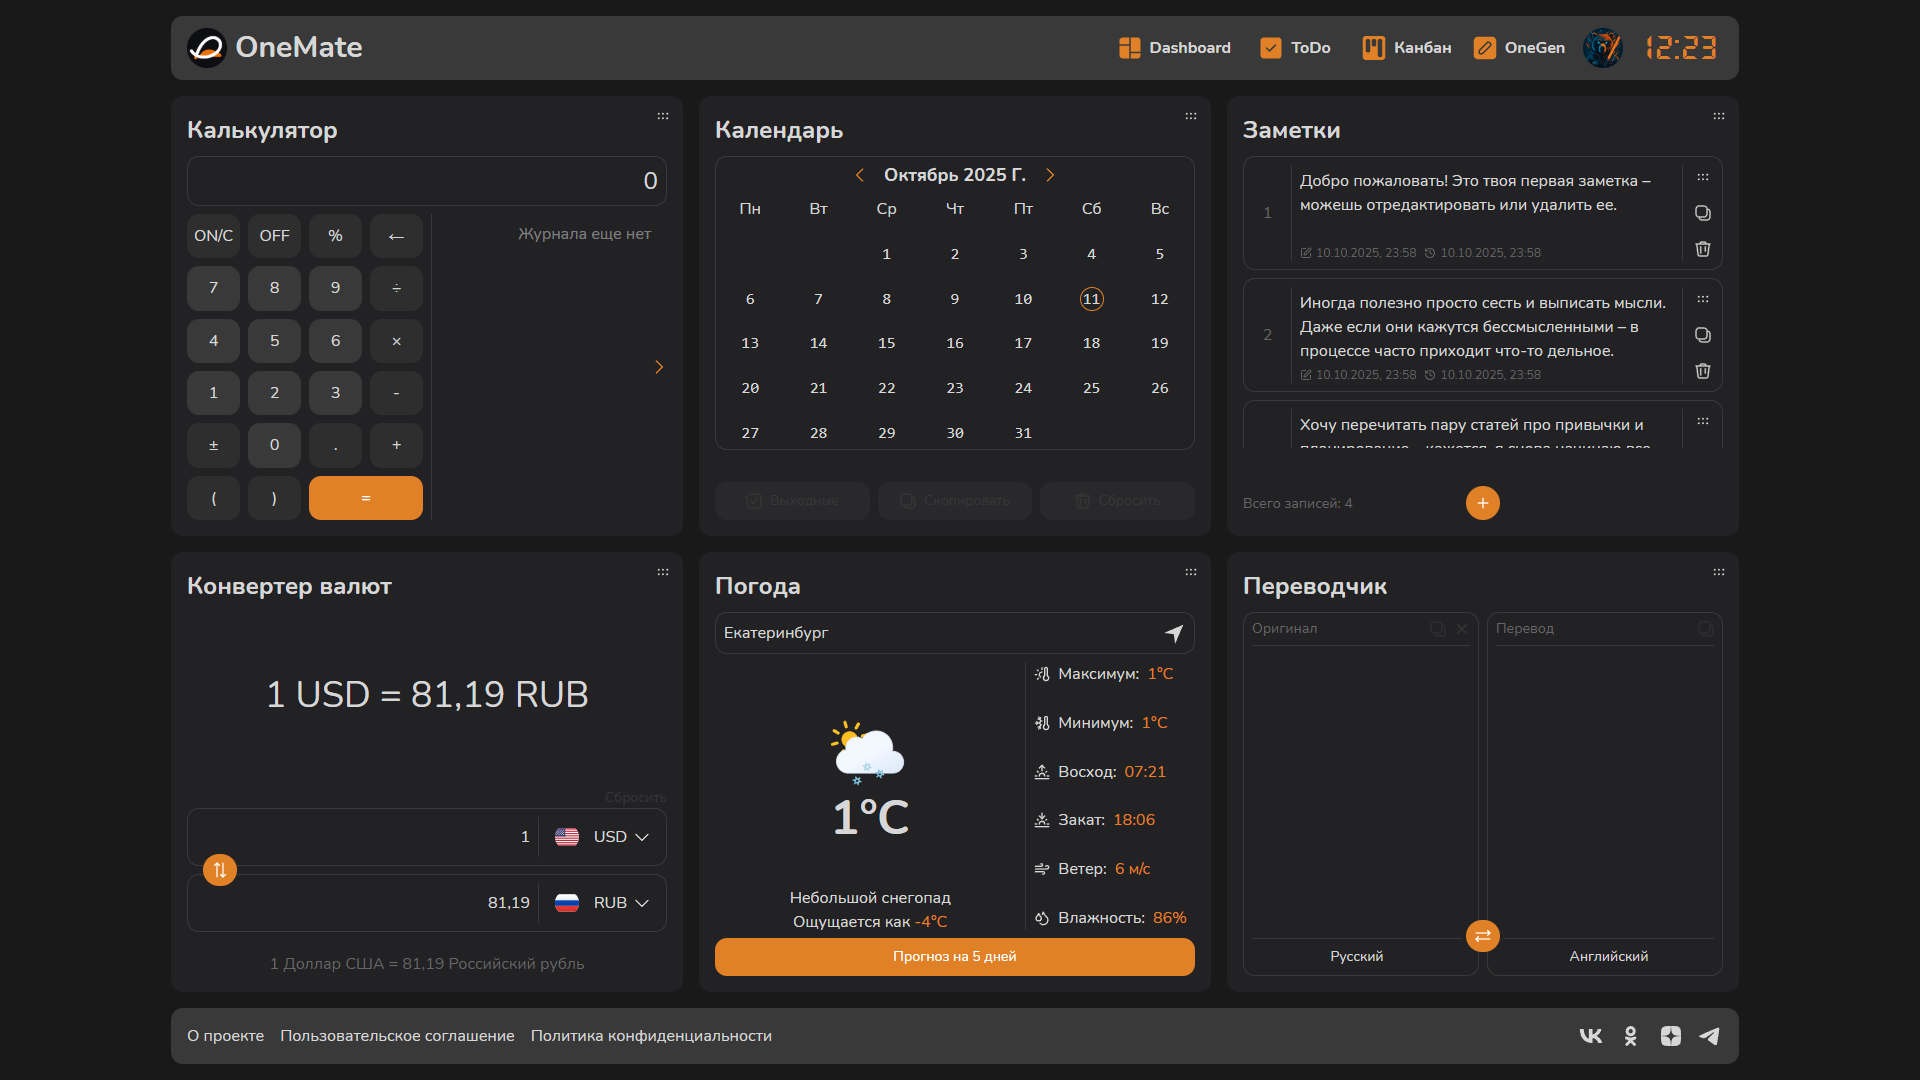 OneMate
Dashboard
ToDo
Канбан
OneGen
12:23
Калькулятор
0
Журнала еще нет
ON/C OFF % ←
7 8 9 ÷
4 5 6 ×
1 2 3 -
± 0 . +
( ) =
Календарь
Октябрь 2025 Г.
Пн Вт Ср Чт Пт Сб Вс
1 2 3 4 5
6 7 8 9 10 11 12
13 14 15 16 17 18 19
20 21 22 23 24 25 26
27 28 29 30 31
Выходные
Скопировать
Сбросить
Заметки
1
Добро пожаловать! Это твоя первая заметка –
можешь отредактировать или удалить ее.
10.10.2025, 23:58 10.10.2025, 23:58
2
Иногда полезно просто сесть и выписать мысли.
Даже если они кажутся бессмысленными – в
процессе часто приходит что-то дельное.
10.10.2025, 23:58 10.10.2025, 23:58
Хочу перечитать пару статей про привычки и
Всего записей: 4
+
Конвертер валют
1 USD = 81,19 RUB
Сбросить
1 USD
81,19 RUB
1 Доллар США = 81,19 Российский рубль
Погода
Екатеринбург
1°C
Небольшой снегопад
Ощущается как -4°C
Максимум: 1°C
Минимум: 1°C
Восход: 07:21
Закат: 18:06
Ветер: 6 м/с
Влажность: 86%
Прогноз на 5 дней
Переводчик
Оригинал
Перевод
Русский
Английский
О проекте
Пользовательское соглашение
Политика конфиденциальности